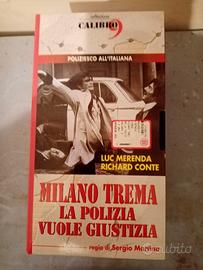 CALIBRO
9
POLIZIESCO ALL'ITALIANA
LUC MERENDA
RICHARD CONTE
MILANO TREMA
LA POLIZIA
VUOLE GIUSTIZIA
regia di Sergio Martino
subito